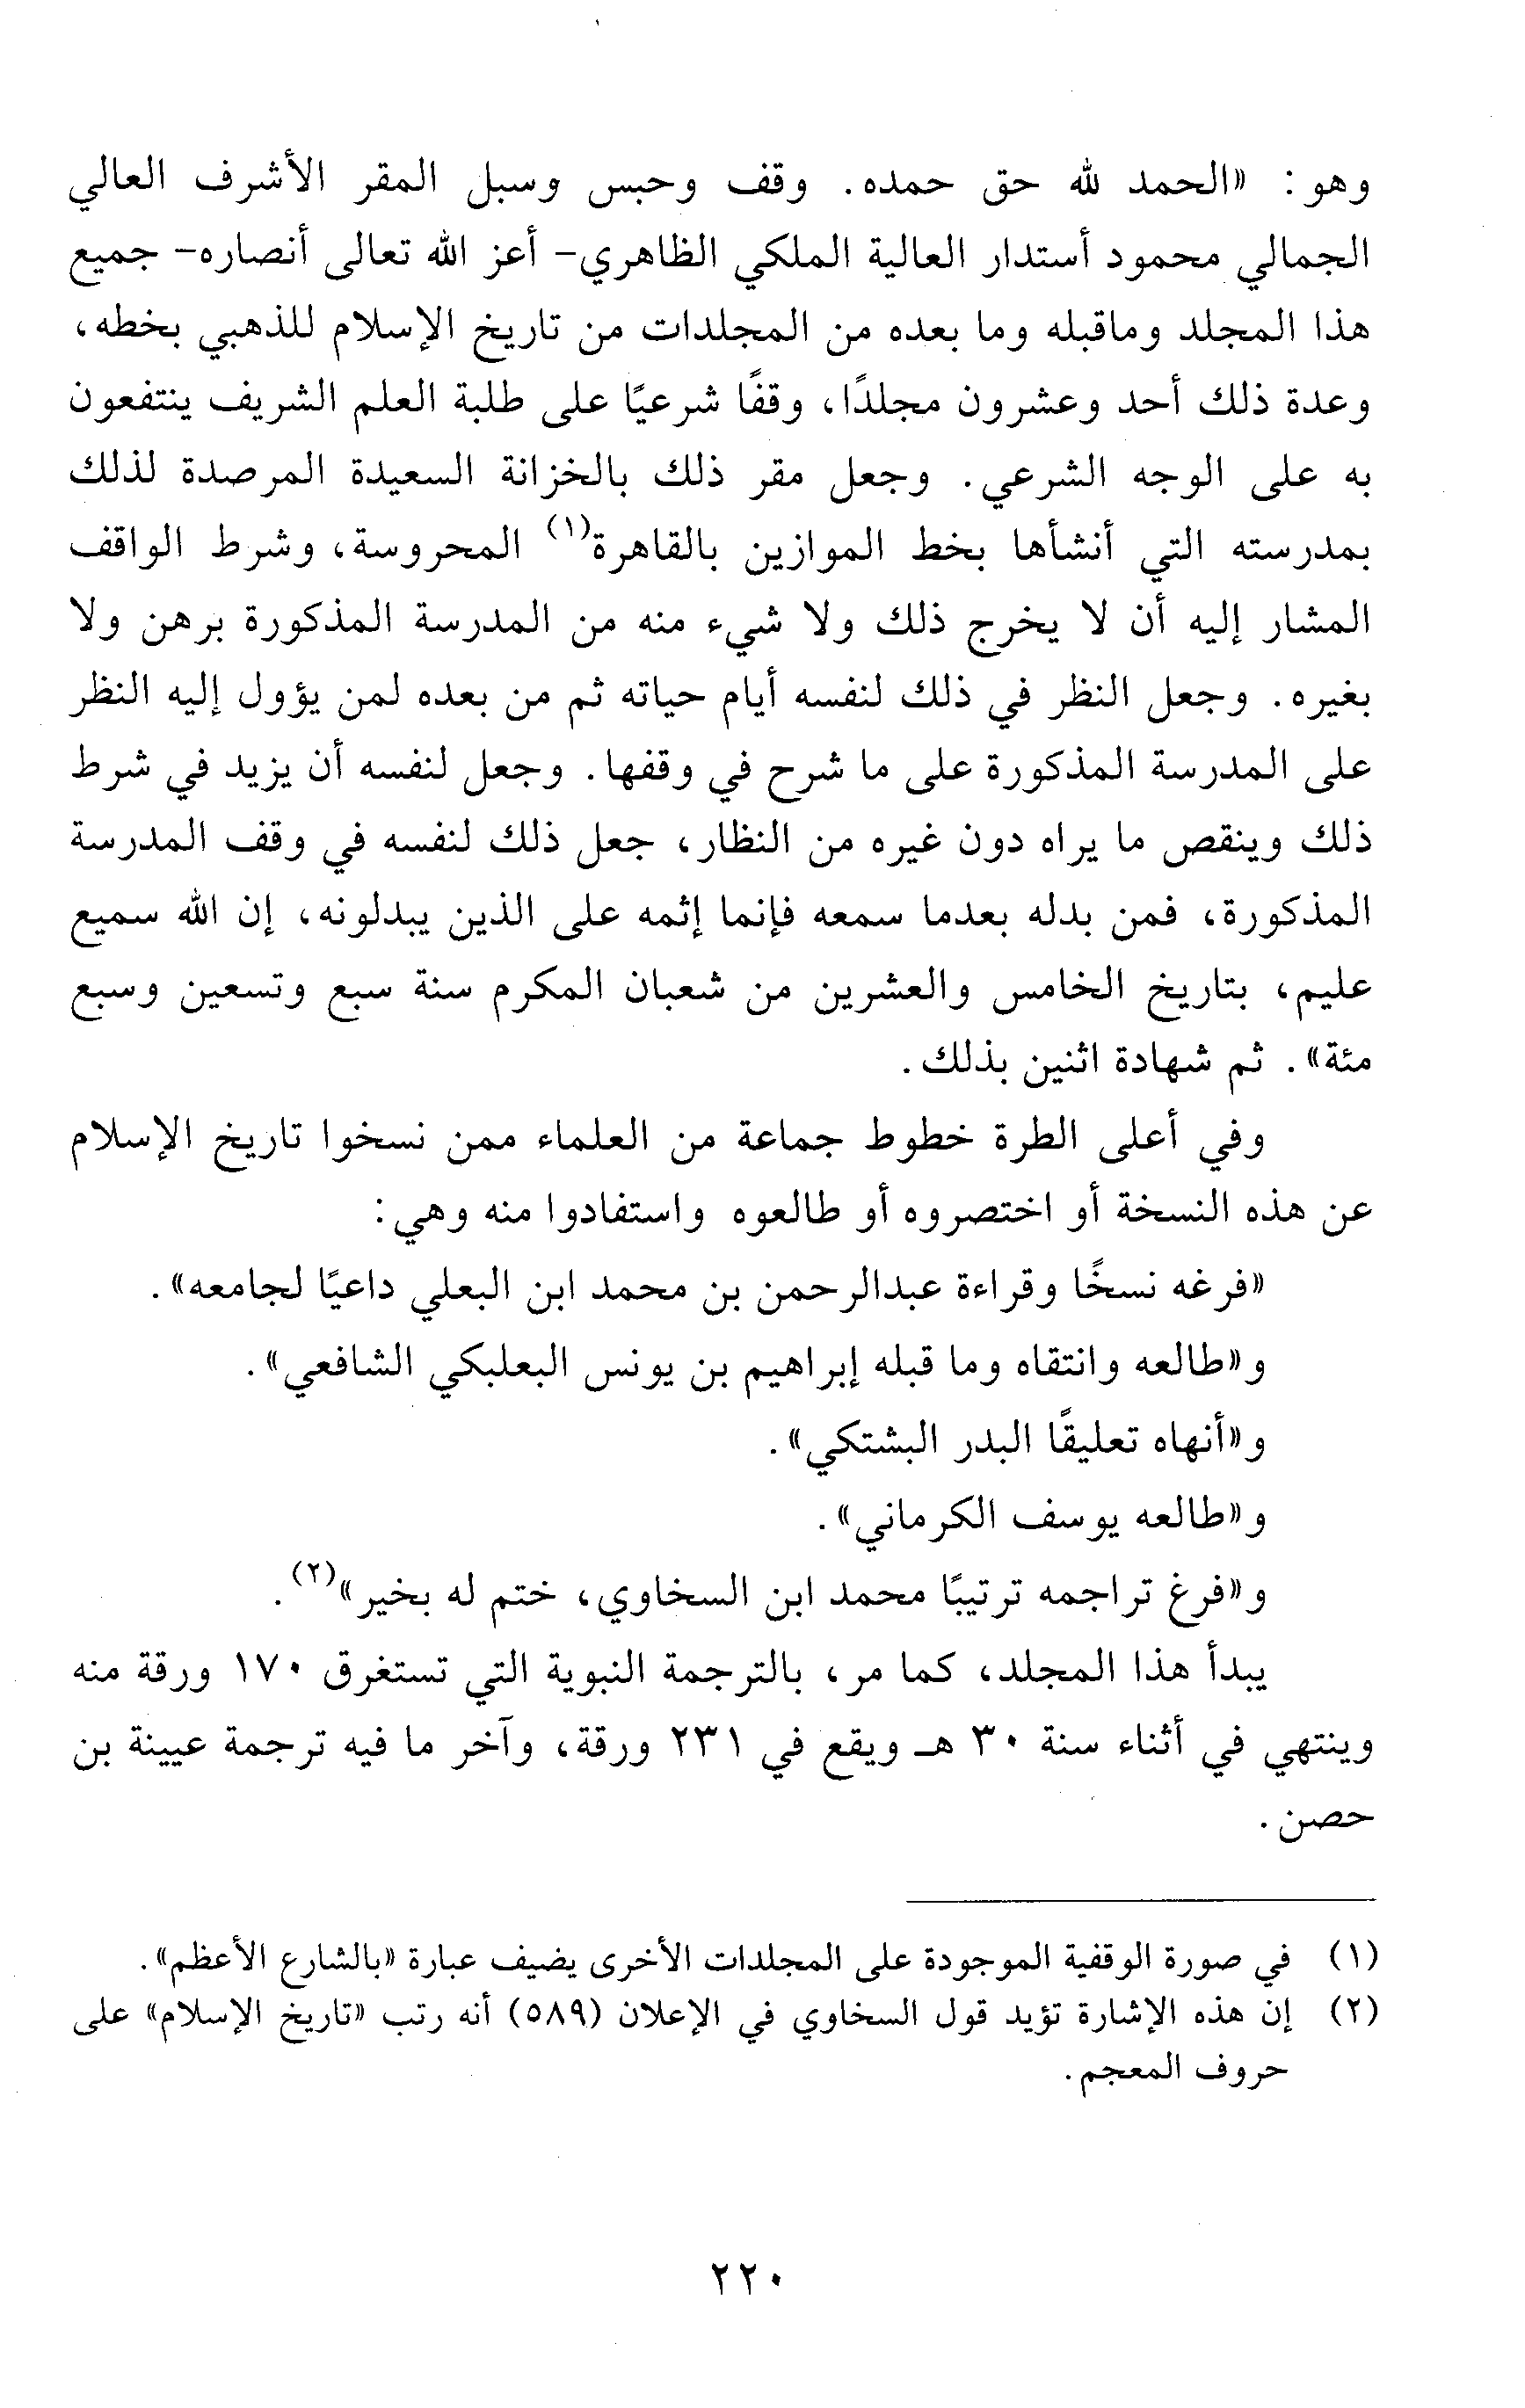 وهو: «الحمد لله حق حمده. وقف وحبس وسبل المقر الأشرف العالي
الجمالي محمود أستدار العالية الملكي الظاهري- أعز الله تعالى أنصاره- جميع
هذا المجلد وماقبله وما بعده من المجلدات من تاريخ الإسلام للذهبي بخطه،
وعدة ذلك أحد وعشرون مجلدًا، وقفًا شرعيًا على طلبة العلم الشريف ينتفعون
به على الوجه الشرعي. وجعل مقر ذلك بالخزانة السعيدة المرصدة لذلك
بمدرسته التي أنشأها بخط الموازين بالقاهرة(١) المحروسة، وشرط الواقف
المشار إليه أن لا يخرج ذلك ولا شيء منه من المدرسة المذكورة برهن ولا
بغيره. وجعل النظر في ذلك لنفسه أيام حياته ثم من بعده لمن يؤول إليه النظر
على المدرسة المذكورة على ما شرح في وقفها. وجعل لنفسه أن يزيد في شرط
ذلك وينقص ما يراه دون غيره من النظار، جعل ذلك لنفسه في وقف المدرسة
المذكورة، فمن بدله بعدما سمعه فإنما إثمه على الذين يبدلونه، إن الله سميع
عليم، بتاريخ الخامس والعشرين من شعبان المكرم سنة سبع وتسعين وسبع
مئة». ثم شهادة اثنين بذلك.
وفي أعلى الطرة خطوط جماعة من العلماء ممن نسخوا تاريخ الإسلام
عن هذه النسخة أو اختصروه أو طالعوه واستفادوا منه وهي:
«فرغه نسخًا وقراءة عبدالرحمن بن محمد ابن البعلي داعيًا لجامعه».
و«طالعه وانتقاه وما قبله إبراهيم بن يونس البعلبكي الشافعي».
و«أنهاه تعليقًا البدر البشتكي».
و«طالعه يوسف الكرماني».
و«فرغ تراجمه ترتيبًا محمد ابن السخاوي، ختم له بخير»(٢).
يبدأ هذا المجلد، كما مر، بالترجمة النبوية التي تستغرق ١٧٠ ورقة منه
وينتهي في أثناء سنة ٣٠ هـ ويقع في ٢٣١ ورقة، وآخر ما فيه ترجمة عيينة بن
حصن.
(١) في صورة الوقفية الموجودة على المجلدات الأخرى يضيف عبارة «بالشارع الأعظم».
(٢) إن هذه الإشارة تؤيد قول السخاوي في الإعلان (٥٨٩) أنه رتب «تاريخ الإسلام» على
حروف المعجم.
٢٢٠